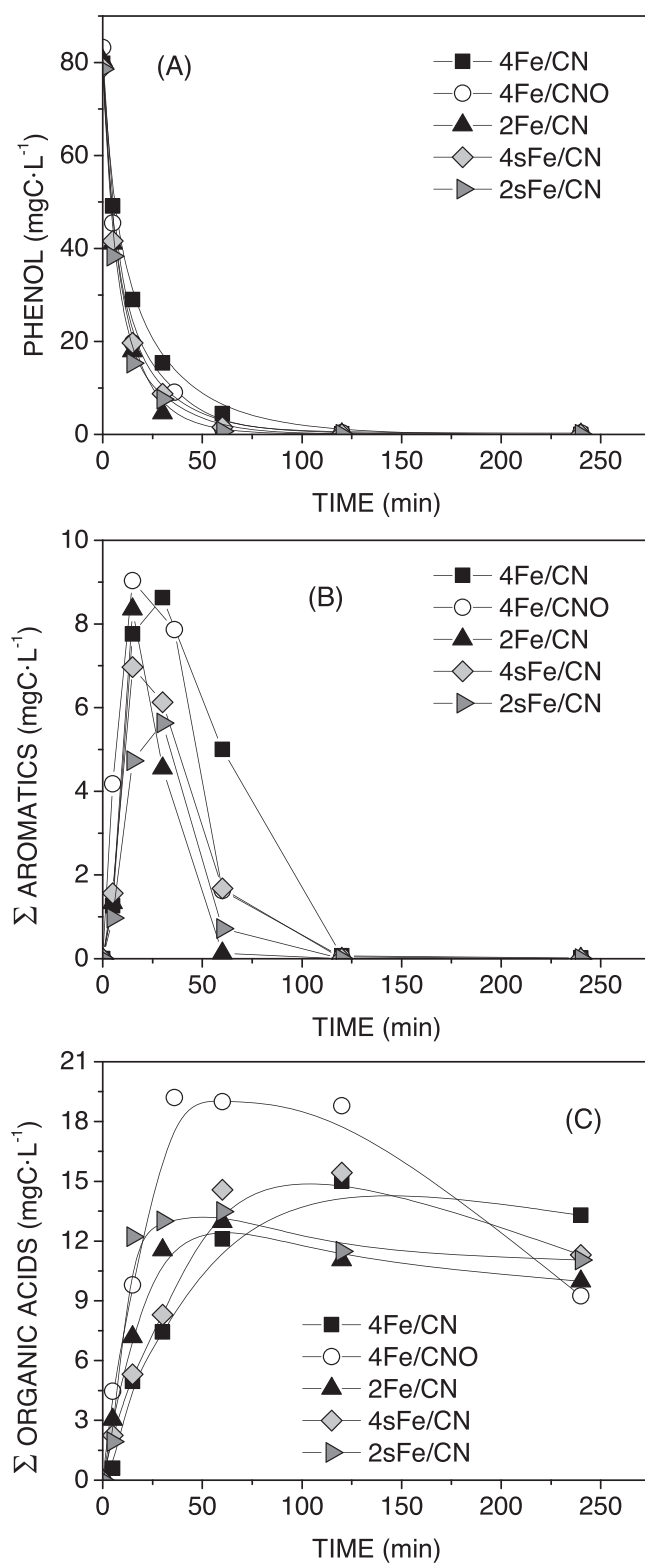 PHENOL (mgC·L⁻¹)
80
60
40
20
0
(A)
4Fe/CN
4Fe/CNO
2Fe/CN
4sFe/CN
2sFe/CN
0 50 100 150 200 250
TIME (min)
Σ AROMATICS (mgC·L⁻¹)
10
8
6
4
2
0
(B)
4Fe/CN
4Fe/CNO
2Fe/CN
4sFe/CN
2sFe/CN
0 50 100 150 200 250
TIME (min)
Σ ORGANIC ACIDS (mgC·L⁻¹)
21
18
15
12
9
6
3
0
(C)
4Fe/CN
4Fe/CNO
2Fe/CN
4sFe/CN
2sFe/CN
0 50 100 150 200 250
TIME (min)